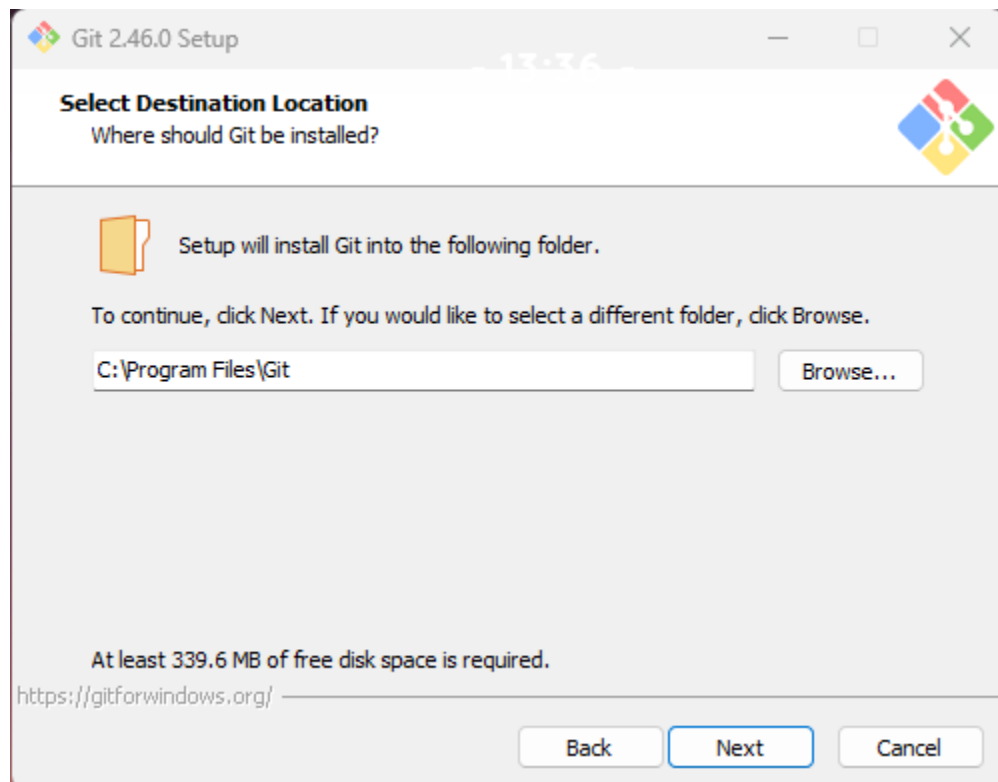 Git 2.46.0 Setup
- 13:36 -
Select Destination Location
Where should Git be installed?
Setup will install Git into the following folder.
To continue, click Next. If you would like to select a different folder, click Browse.
C:\Program Files\Git
Browse...
At least 339.6 MB of free disk space is required.
https://gitforwindows.org/
Back
Next
Cancel